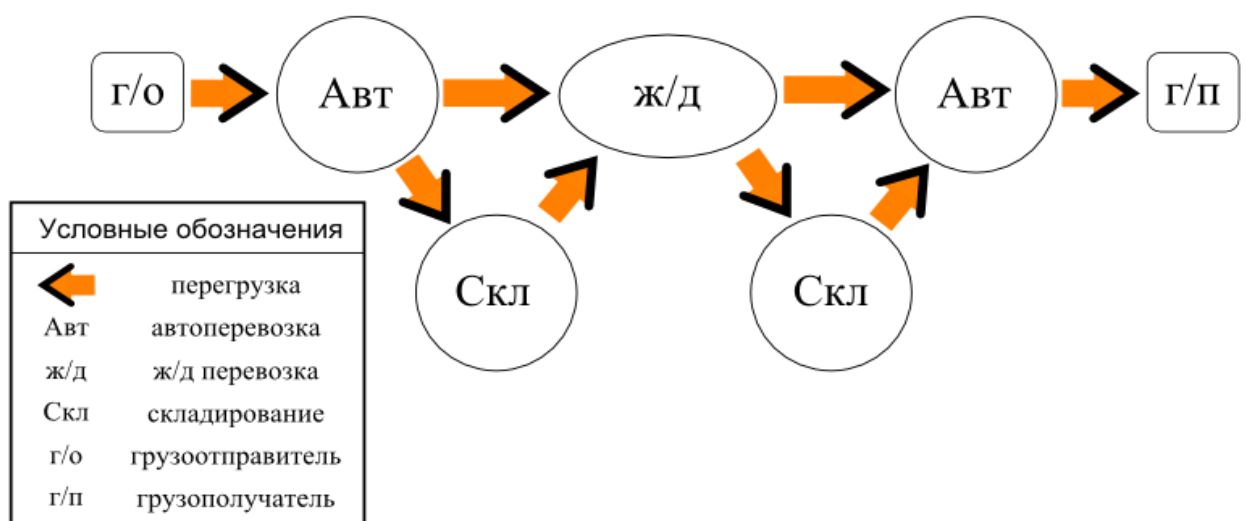 г/о
Авт
ж/д
Авт
г/п
Скл
Скл
Условные обозначения
перегрузка
Авт автоперевозка
ж/д ж/д перевозка
Скл складирование
г/о грузоотправитель
г/п грузополучатель